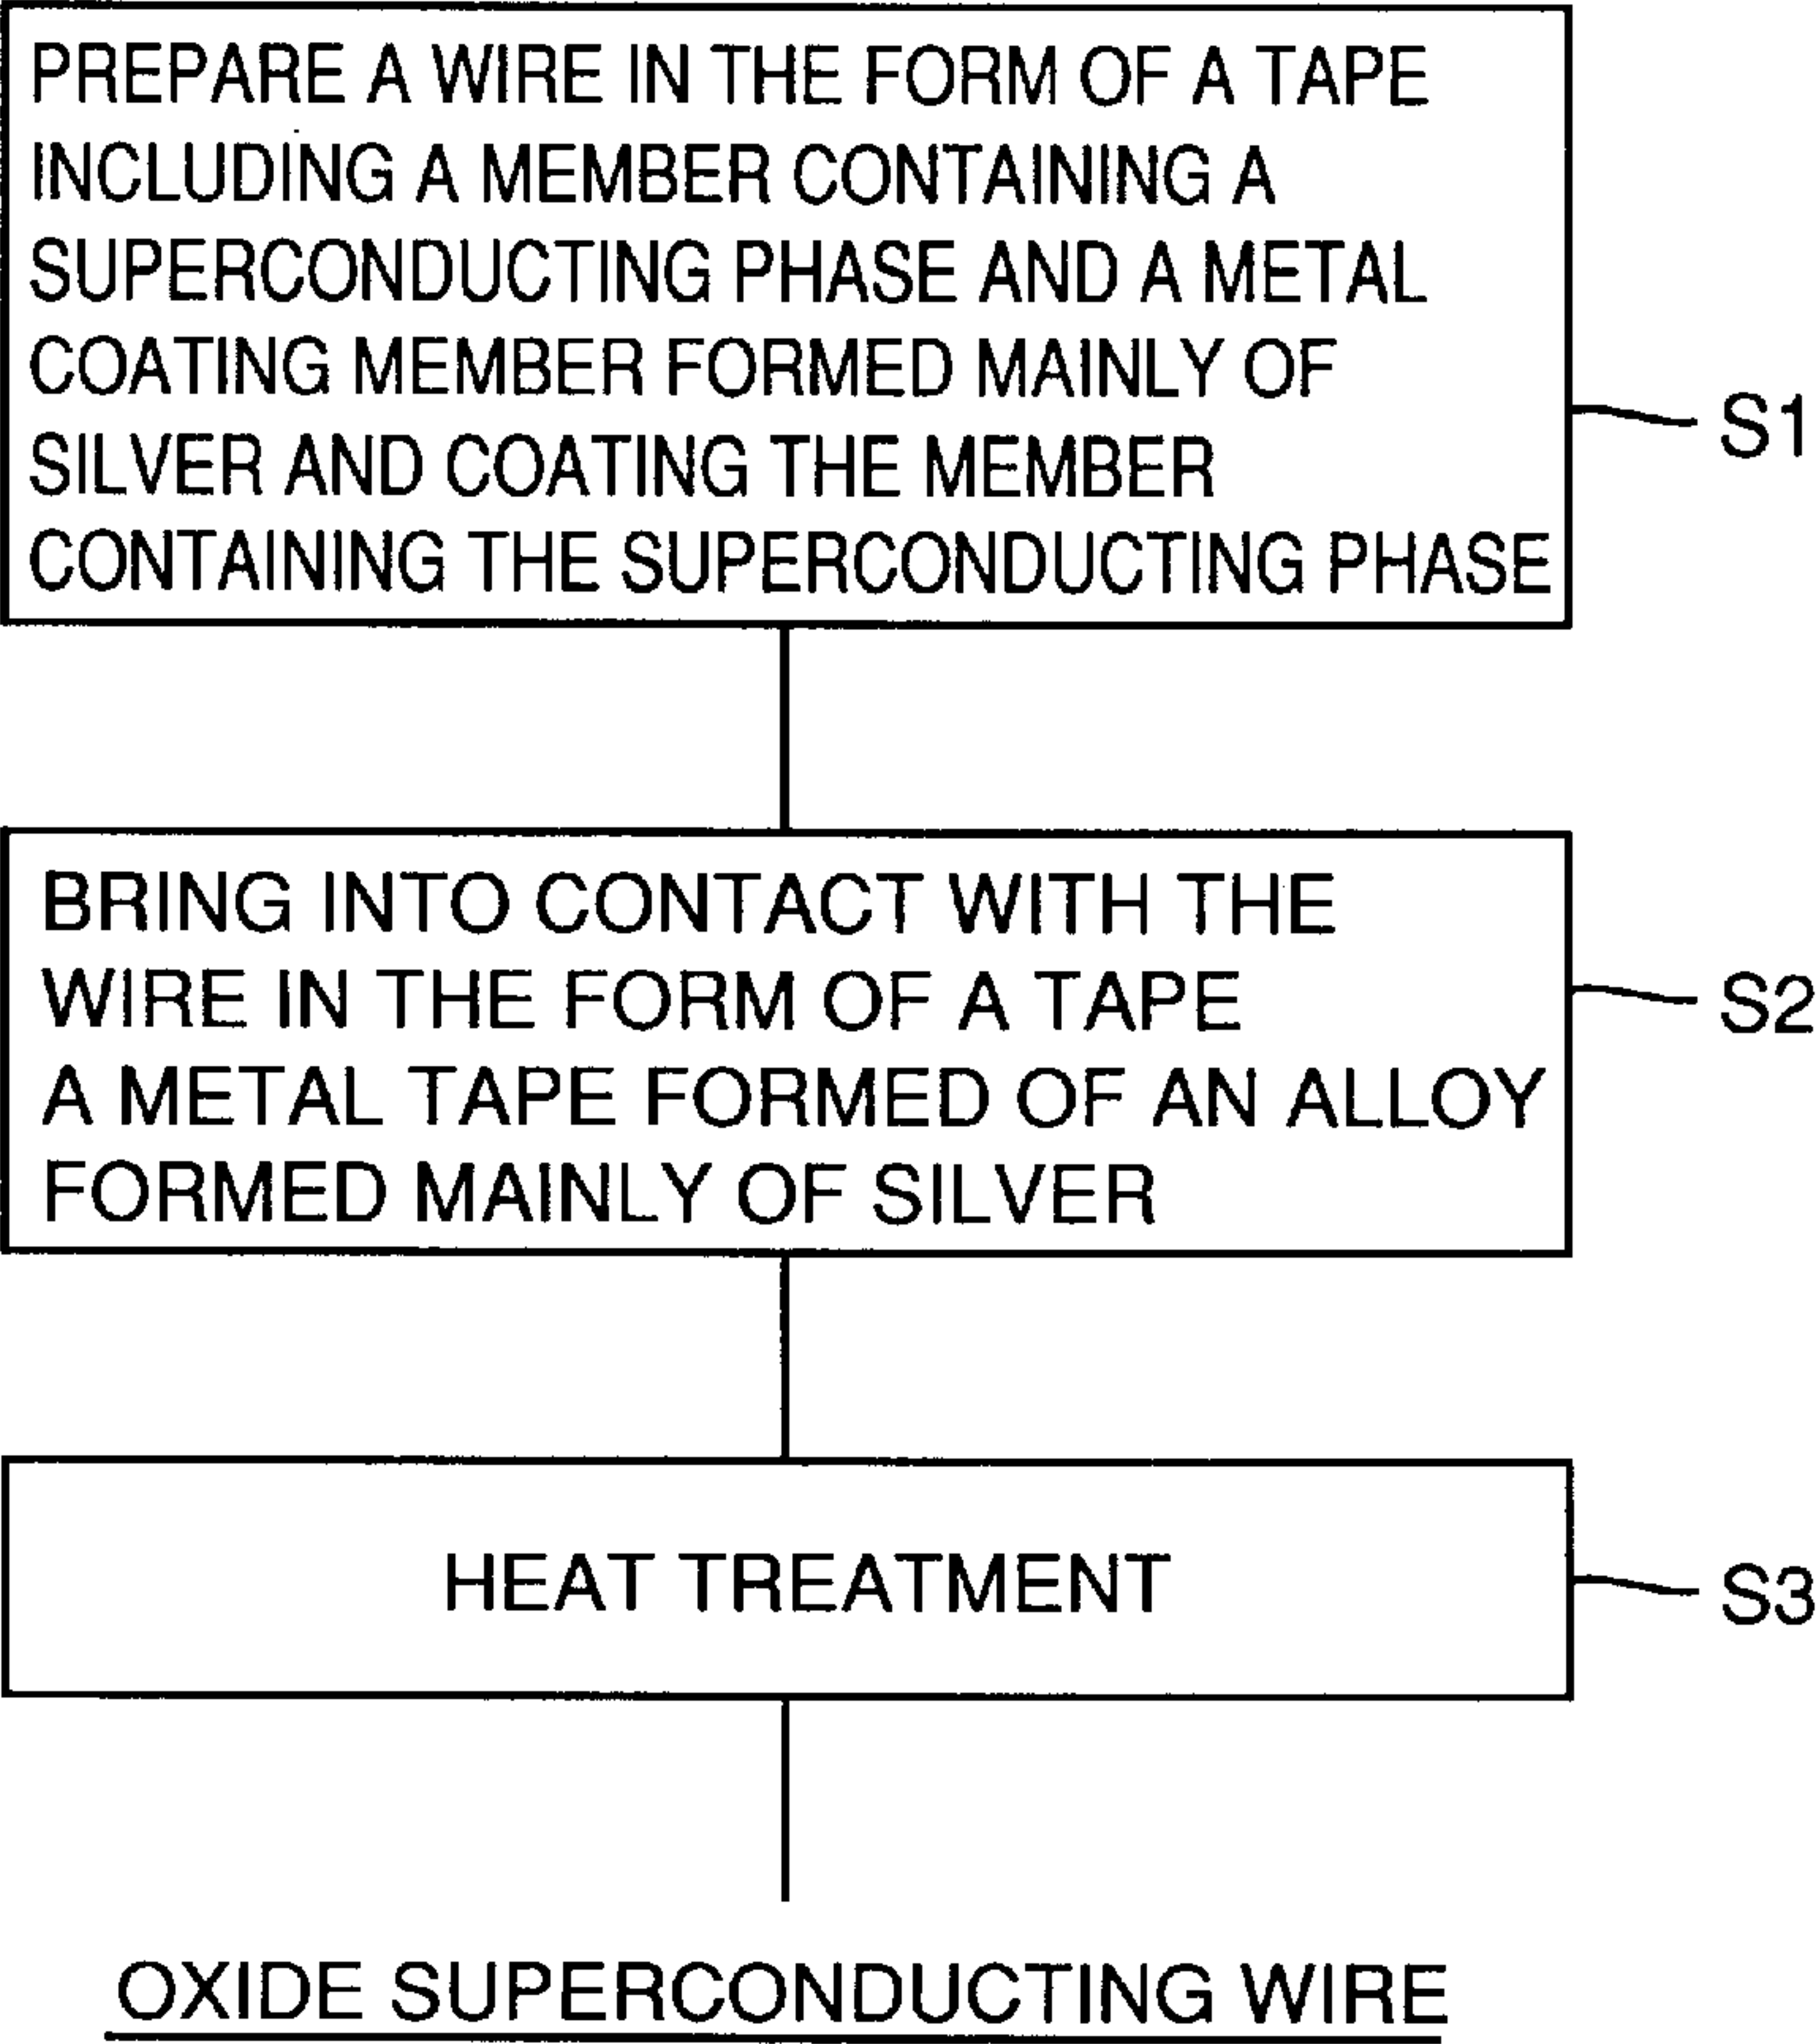 PREPARE A WIRE IN THE FORM OF A TAPE
INCLUDING A MEMBER CONTAINING A
SUPERCONDUCTING PHASE AND A METAL
COATING MEMBER FORMED MAINLY OF
SILVER AND COATING THE MEMBER
CONTAINING THE SUPERCONDUCTING PHASE
S1
BRING INTO CONTACT WITH THE
WIRE IN THE FORM OF A TAPE
A METAL TAPE FORMED OF AN ALLOY
FORMED MAINLY OF SILVER
S2
HEAT TREATMENT
S3
OXIDE SUPERCONDUCTING WIRE